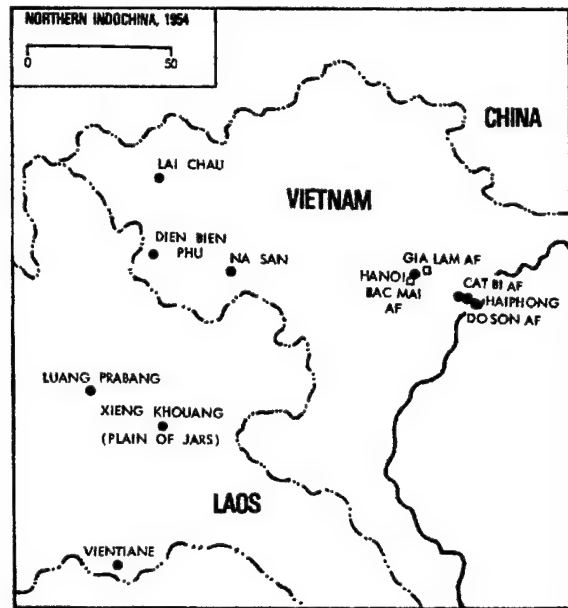 NORTHERN INDOCHINA, 1954
0 50
CHINA
LAI CHAU
VIETNAM
DIEN BIEN
PHU
NA SAN
GIA LAM AF
HANOI
BAC MAI
AF
CAT BI AF
HAIPHONG
DO SON AF
LUANG PRABANG
XIENG KHOUANG
(PLAIN OF JARS)
LAOS
VIENTIANE